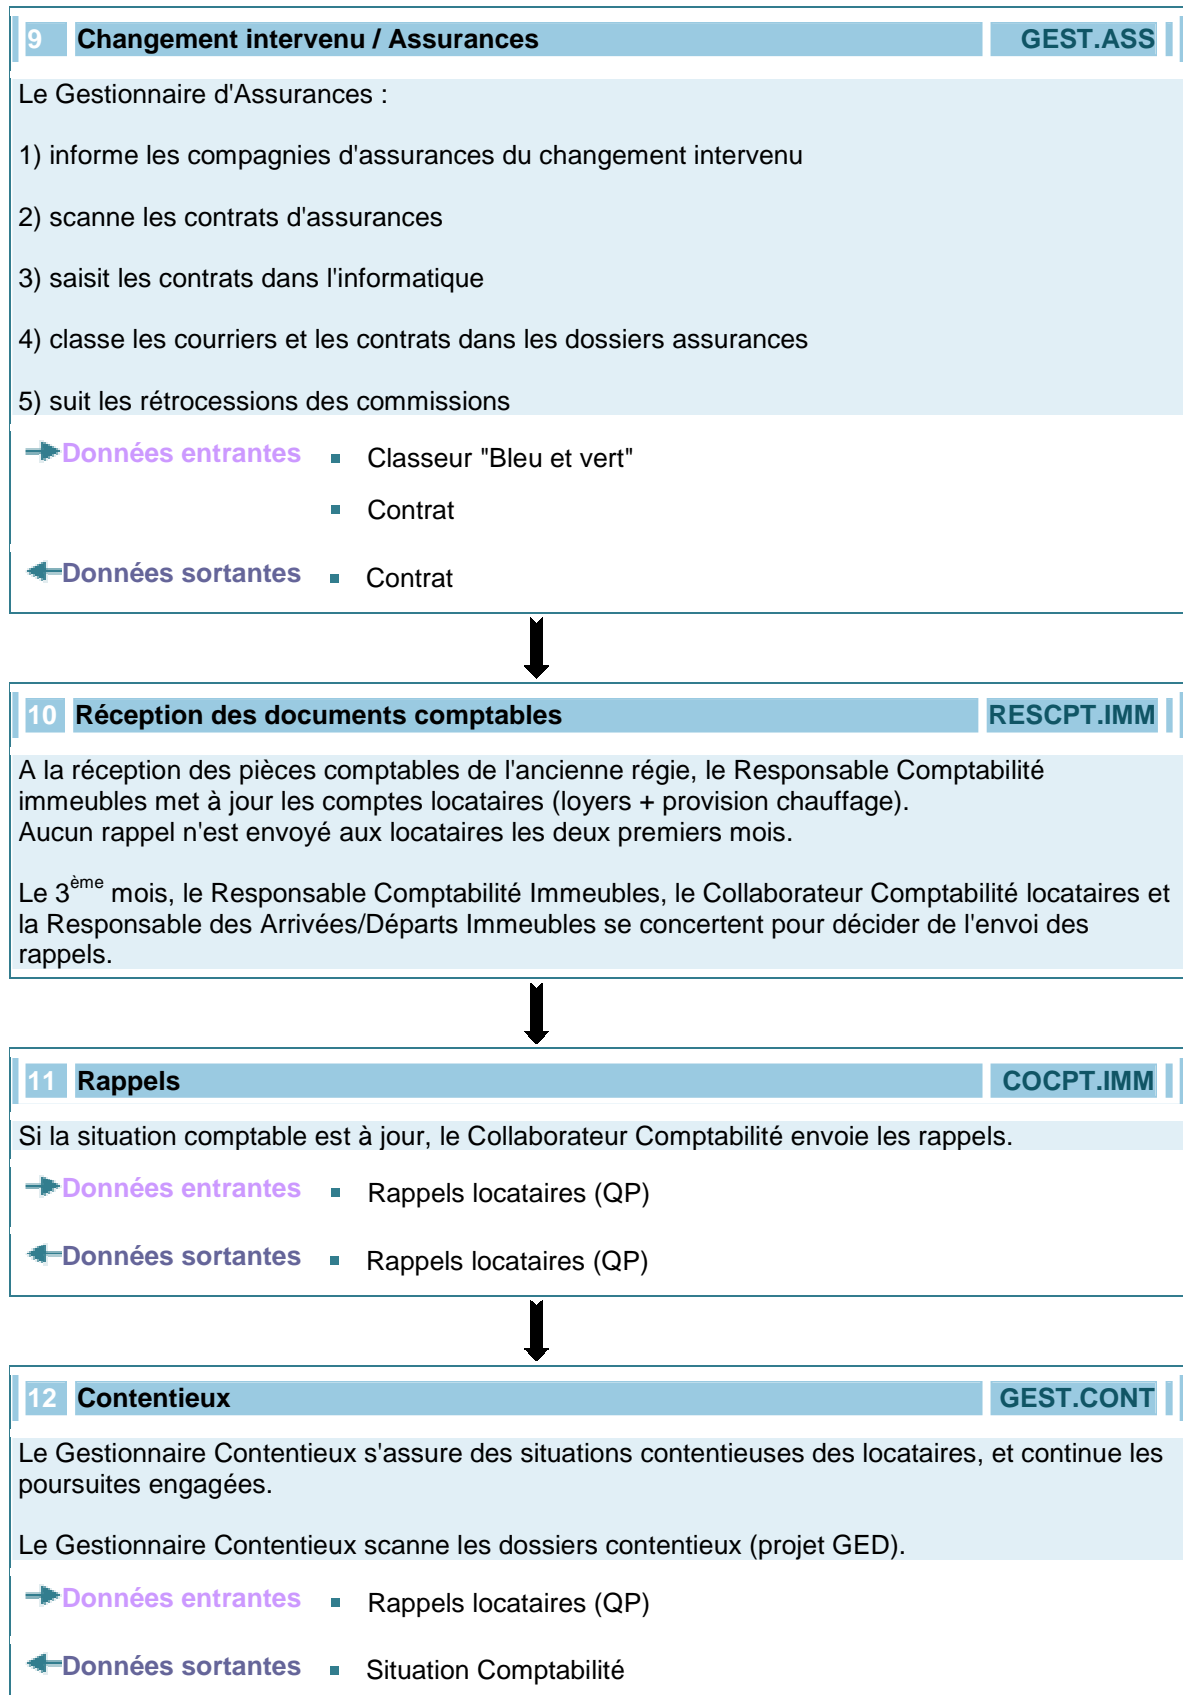 9 Changement intervenu / Assurances GEST.ASS
Le Gestionnaire d'Assurances :
1) informe les compagnies d'assurances du changement intervenu
2) scanne les contrats d'assurances
3) saisit les contrats dans l'informatique
4) classe les courriers et les contrats dans les dossiers assurances
5) suit les rétrocessions des commissions
Données entrantes ▪ Classeur "Bleu et vert"
▪ Contrat
Données sortantes ▪ Contrat
10 Réception des documents comptables RESCPT.IMM
A la réception des pièces comptables de l'ancienne régie, le Responsable Comptabilité
immeubles met à jour les comptes locataires (loyers + provision chauffage).
Aucun rappel n'est envoyé aux locataires les deux premiers mois.
Le 3ème mois, le Responsable Comptabilité Immeubles, le Collaborateur Comptabilité locataires et
la Responsable des Arrivées/Départs Immeubles se concertent pour décider de l'envoi des
rappels.
11 Rappels COCPT.IMM
Si la situation comptable est à jour, le Collaborateur Comptabilité envoie les rappels.
Données entrantes ▪ Rappels locataires (QP)
Données sortantes ▪ Rappels locataires (QP)
12 Contentieux GEST.CONT
Le Gestionnaire Contentieux s'assure des situations contentieuses des locataires, et continue les
poursuites engagées.
Le Gestionnaire Contentieux scanne les dossiers contentieux (projet GED).
Données entrantes ▪ Rappels locataires (QP)
Données sortantes ▪ Situation Comptabilité